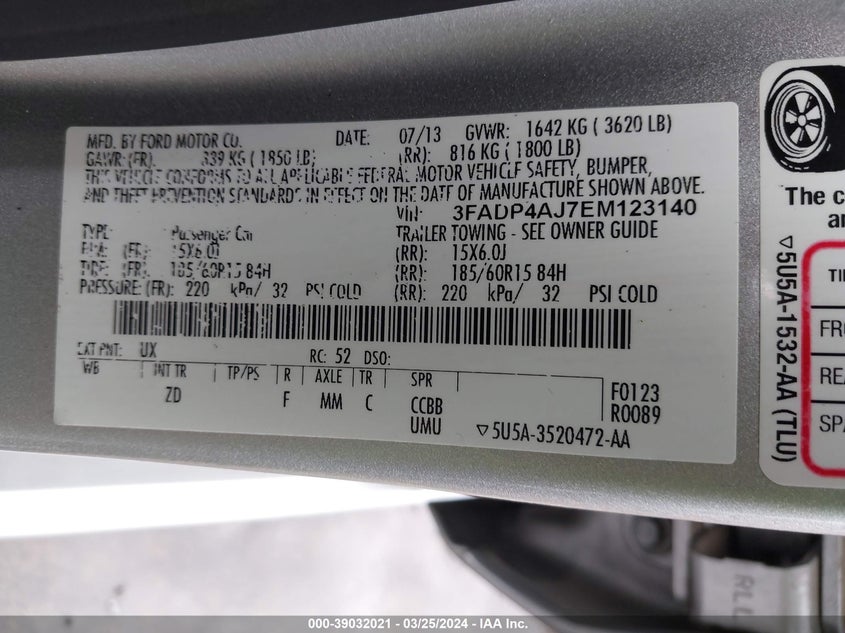 MFD. BY FORD MOTOR CO. DATE: 07/13 GVWR: 1642 KG ( 3620 LB)
GAWR: (FR): 839 KG ( 1850 LB) (RR): 816 KG ( 1800 LB)
THIS VEHICLE CONFORMS TO ALL APPLICABLE FEDERAL MOTOR VEHICLE SAFETY, BUMPER,
AND THEFT PREVENTION STANDARDS IN EFFECT ON THE DATE OF MANUFACTURE SHOWN ABOVE.
VIN: 3FADP4AJ7EM123140
TYPE: Passenger Car TRAILER TOWING - SEE OWNER GUIDE
RIM: (FR): 15X6.0J (RR): 15X6.0J
TIRE: (FR): 185/60R15 84H (RR): 185/60R15 84H
PRESSURE: (FR): 220 kPa/ 32 PSI COLD (RR): 220 kPa/ 32 PSI COLD
EXT PNT: UX RC: 52 DSO:
WB INT TR TP/PS R AXLE TR SPR
ZD F MM C CCBB
UMU
F0123
R0089
▽5U5A-3520472-AA
The c
an
▽5U5A-1532-AA (TLU)
TI
FRO
REA
SPA
RLL
000-39032021 - 03/25/2024 - IAA Inc.